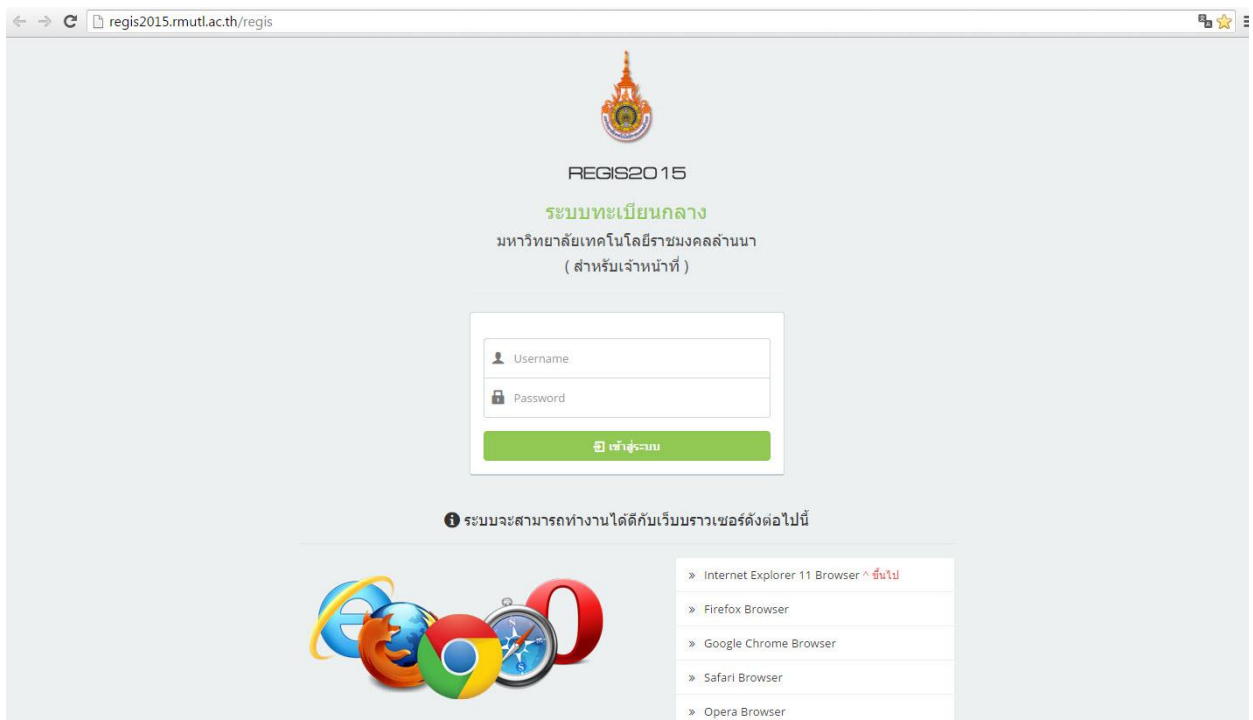 regis2015.rmutl.ac.th/regis
REGIS2015
ระบบทะเบียนกลาง
มหาวิทยาลัยเทคโนโลยีราชมงคลล้านนา
( สำหรับเจ้าหน้าที่ )
Username
Password
เข้าสู่ระบบ
ระบบจะสามารถทำงานได้ดีกับเว็บบราวเซอร์ดังต่อไปนี้
» Internet Explorer 11 Browser ^ ขึ้นไป
» Firefox Browser
» Google Chrome Browser
» Safari Browser
» Opera Browser